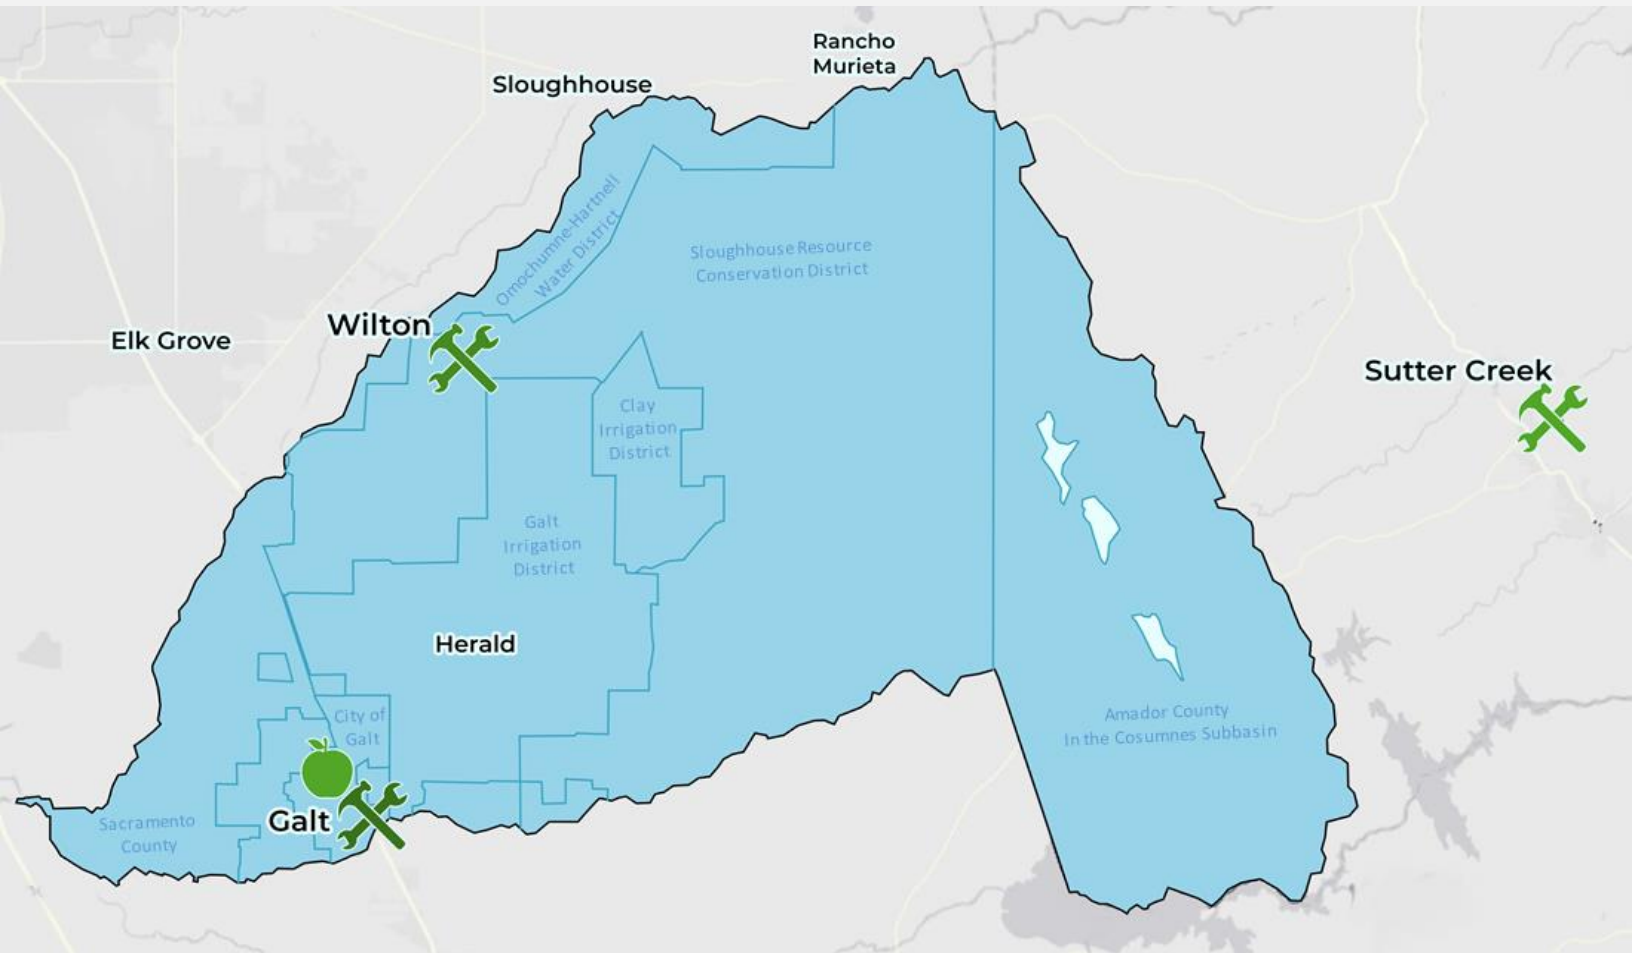 Rancho
Murieta
Sloughhouse
Omochumne-Hartnell
Water District
Sloughhouse Resource
Conservation District
Wilton
Elk Grove
Sutter Creek
Clay
Irrigation
District
Galt
Irrigation
District
Herald
City of
Galt
Amador County
In the Cosumnes Subbasin
Galt
Sacramento
County